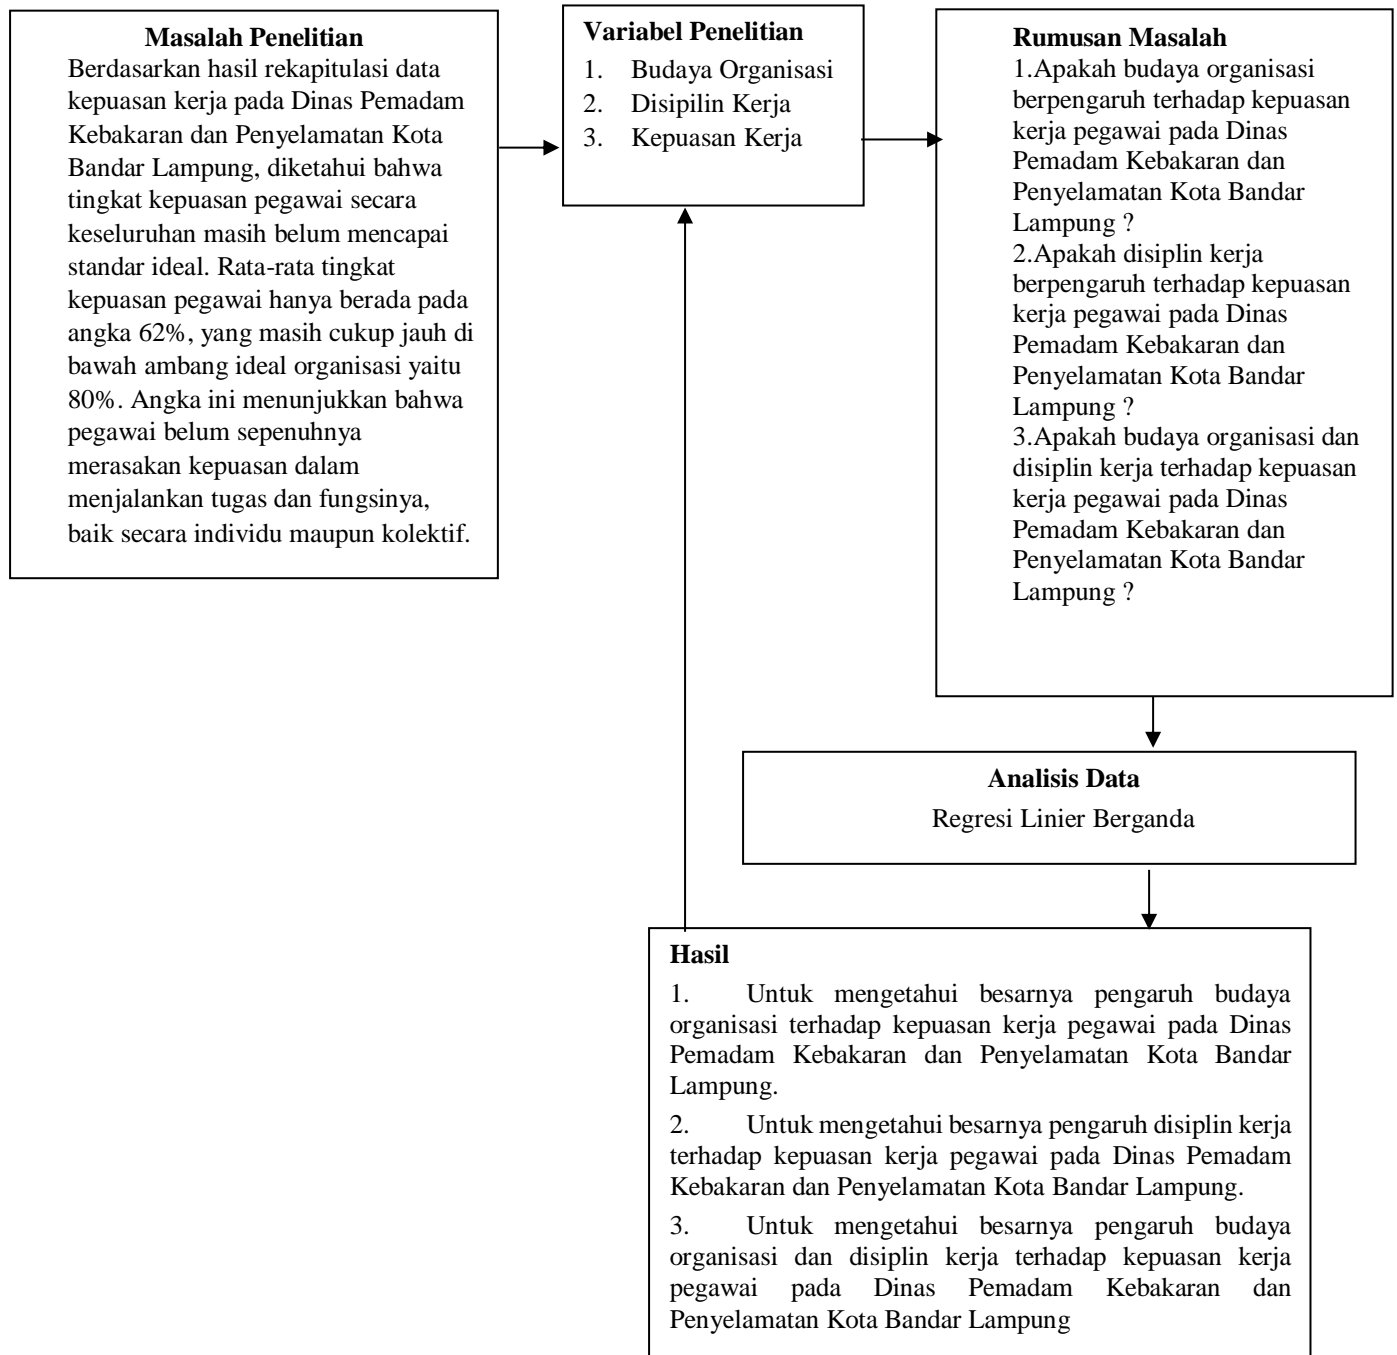 Masalah Penelitian
Berdasarkan hasil rekapitulasi data
kepuasan kerja pada Dinas Pemadam
Kebakaran dan Penyelamatan Kota
Bandar Lampung, diketahui bahwa
tingkat kepuasan pegawai secara
keseluruhan masih belum mencapai
standar ideal. Rata-rata tingkat
kepuasan pegawai hanya berada pada
angka 62%, yang masih cukup jauh di
bawah ambang ideal organisasi yaitu
80%. Angka ini menunjukkan bahwa
pegawai belum sepenuhnya
merasakan kepuasan dalam
menjalankan tugas dan fungsinya,
baik secara individu maupun kolektif.
Variabel Penelitian
1. Budaya Organisasi
2. Disipilin Kerja
3. Kepuasan Kerja
Rumusan Masalah
1.Apakah budaya organisasi
berpengaruh terhadap kepuasan
kerja pegawai pada Dinas
Pemadam Kebakaran dan
Penyelamatan Kota Bandar
Lampung ?
2.Apakah disiplin kerja
berpengaruh terhadap kepuasan
kerja pegawai pada Dinas
Pemadam Kebakaran dan
Penyelamatan Kota Bandar
Lampung ?
3.Apakah budaya organisasi dan
disiplin kerja terhadap kepuasan
kerja pegawai pada Dinas
Pemadam Kebakaran dan
Penyelamatan Kota Bandar
Lampung ?
Analisis Data
Regresi Linier Berganda
Hasil
1. Untuk mengetahui besarnya pengaruh budaya
organisasi terhadap kepuasan kerja pegawai pada Dinas
Pemadam Kebakaran dan Penyelamatan Kota Bandar
Lampung.
2. Untuk mengetahui besarnya pengaruh disiplin kerja
terhadap kepuasan kerja pegawai pada Dinas Pemadam
Kebakaran dan Penyelamatan Kota Bandar Lampung.
3. Untuk mengetahui besarnya pengaruh budaya
organisasi dan disiplin kerja terhadap kepuasan kerja
pegawai pada Dinas Pemadam Kebakaran dan
Penyelamatan Kota Bandar Lampung